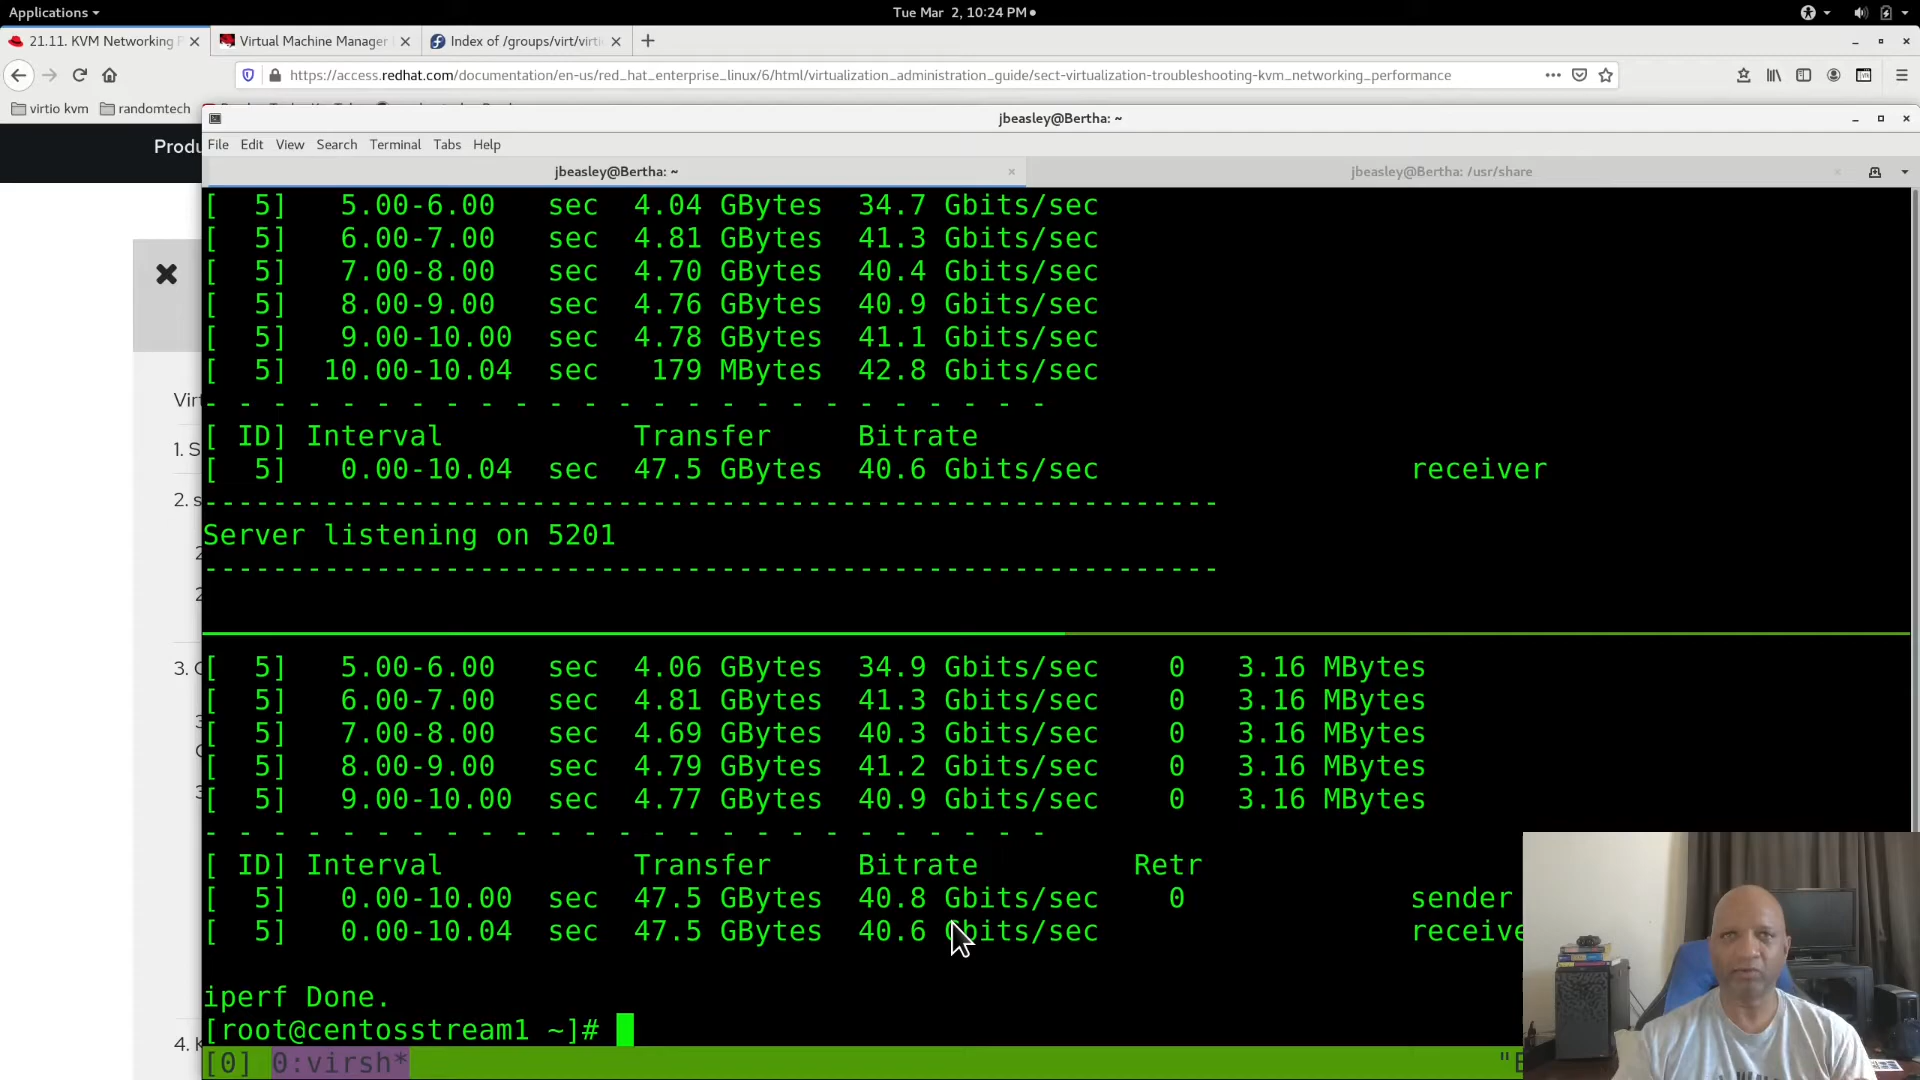 Applications
Tue Mar 2, 10:24 PM
21.11. KVM Networking
Virtual Machine Manager
Index of /groups/virt/virti
https://access.redhat.com/documentation/en-us/red_hat_enterprise_linux/6/html/virtualization_administration_guide/sect-virtualization-troubleshooting-kvm_networking_performance
virtio kvm
randomtech
jbeasley@Bertha: ~
Produ
File Edit View Search Terminal Tabs Help
jbeasley@Bertha: ~
jbeasley@Bertha: /usr/share
[ 5] 5.00-6.00 sec 4.04 GBytes 34.7 Gbits/sec
[ 5] 6.00-7.00 sec 4.81 GBytes 41.3 Gbits/sec
[ 5] 7.00-8.00 sec 4.70 GBytes 40.4 Gbits/sec
[ 5] 8.00-9.00 sec 4.76 GBytes 40.9 Gbits/sec
[ 5] 9.00-10.00 sec 4.78 GBytes 41.1 Gbits/sec
[ 5] 10.00-10.04 sec 179 MBytes 42.8 Gbits/sec
- - - - - - - - - - - - - - - - - - - - - - - - -
[ ID] Interval Transfer Bitrate
[ 5] 0.00-10.04 sec 47.5 GBytes 40.6 Gbits/sec receiver
-----------------------------------------------------------
Server listening on 5201
-----------------------------------------------------------
[ 5] 5.00-6.00 sec 4.06 GBytes 34.9 Gbits/sec 0 3.16 MBytes
[ 5] 6.00-7.00 sec 4.81 GBytes 41.3 Gbits/sec 0 3.16 MBytes
[ 5] 7.00-8.00 sec 4.69 GBytes 40.3 Gbits/sec 0 3.16 MBytes
[ 5] 8.00-9.00 sec 4.79 GBytes 41.2 Gbits/sec 0 3.16 MBytes
[ 5] 9.00-10.00 sec 4.77 GBytes 40.9 Gbits/sec 0 3.16 MBytes
- - - - - - - - - - - - - - - - - - - - - - - - -
[ ID] Interval Transfer Bitrate Retr
[ 5] 0.00-10.00 sec 47.5 GBytes 40.8 Gbits/sec 0 sender
[ 5] 0.00-10.04 sec 47.5 GBytes 40.6 Gbits/sec receive
iperf Done.
[root@centosstream1 ~]#
[0] 0:virsh*
Virt
1. S
2. s
3. C
4. K